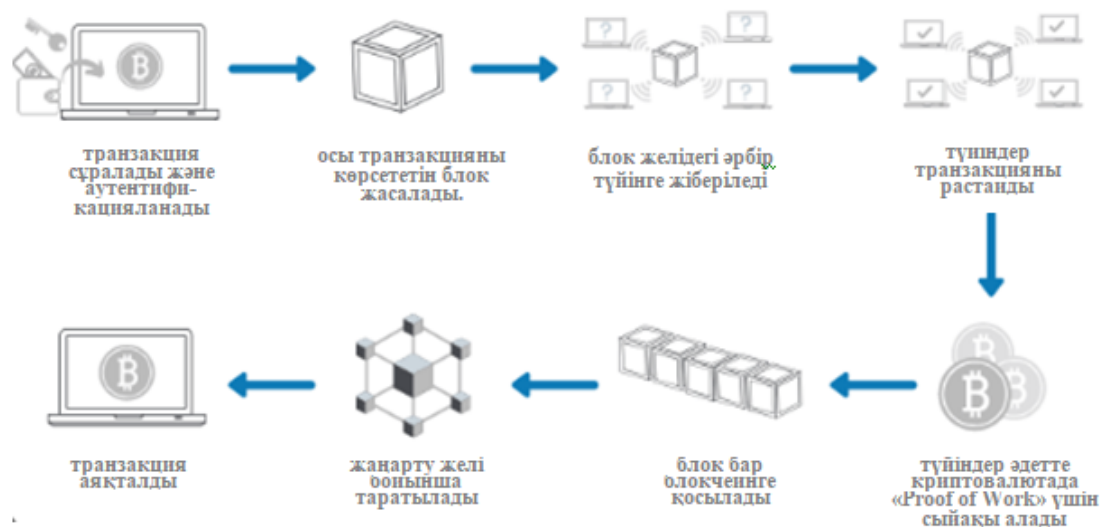 транзакция
сұралады және
аутентифи-
кацияланады
осы транзакцияны
көрсететін блок
жасалады.
блок желідегі әрбір
түйінге жіберіледі
түйіндер
транзакцияны
растайды
түйіндер әдетте
криптовалютада
«Proof of Work» үшін
сыйақы алады
блок бар
блокчейнге
қосылады
жаңарту желі
бойынша
таратылады
транзакция
аяқталды